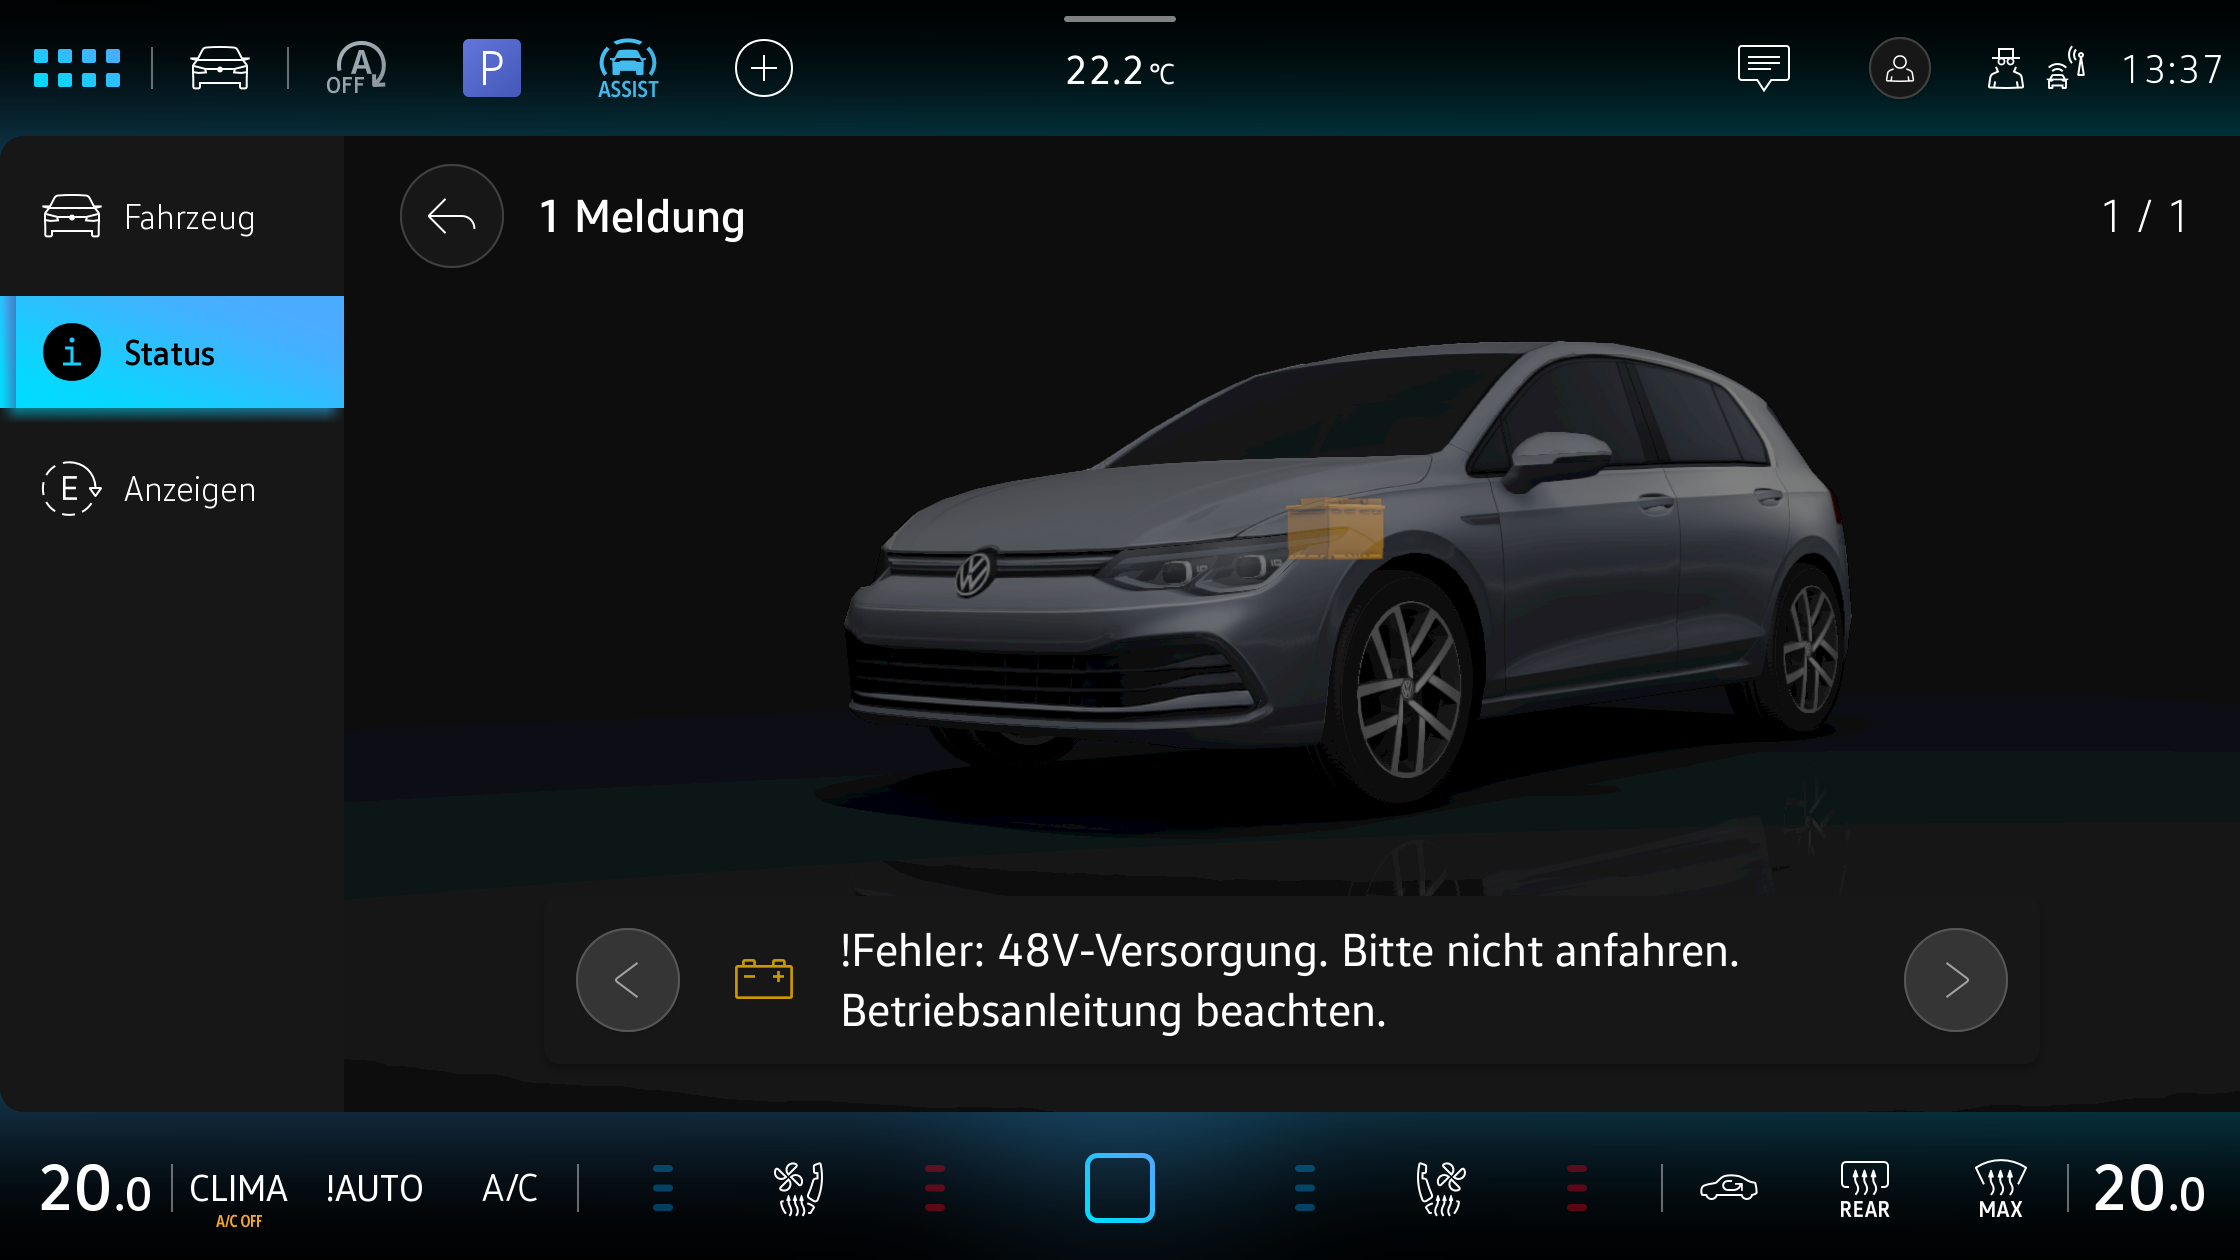 A
OFF
P
ASSIST
22.2 °C
13:37
Fahrzeug
i Status
E Anzeigen
1 Meldung
1 / 1
!Fehler: 48V-Versorgung. Bitte nicht anfahren.
Betriebsanleitung beachten.
20.0
CLIMA
A/C OFF
!AUTO
A/C
REAR
MAX
20.0